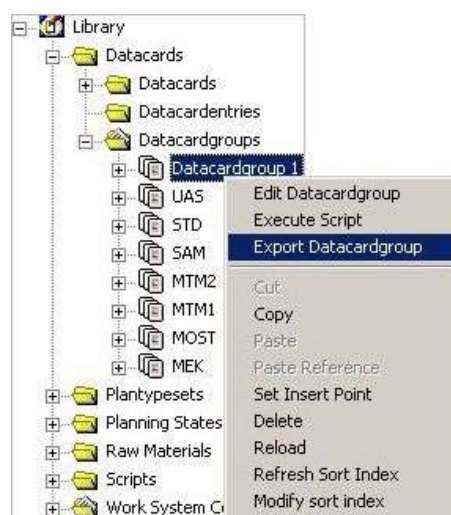 Library
Datacards
Datacards
Datacardentries
Datacardgroups
Datacardgroup 1
UAS
STD
SAM
MTM2
MTM1
MOST
MEK
Plantypesets
Planning States
Raw Materials
Scripts
Work System C
Edit Datacardgroup
Execute Script
Export Datacardgroup
Cut
Copy
Paste
Paste Reference
Set Insert Point
Delete
Reload
Refresh Sort Index
Modify sort index